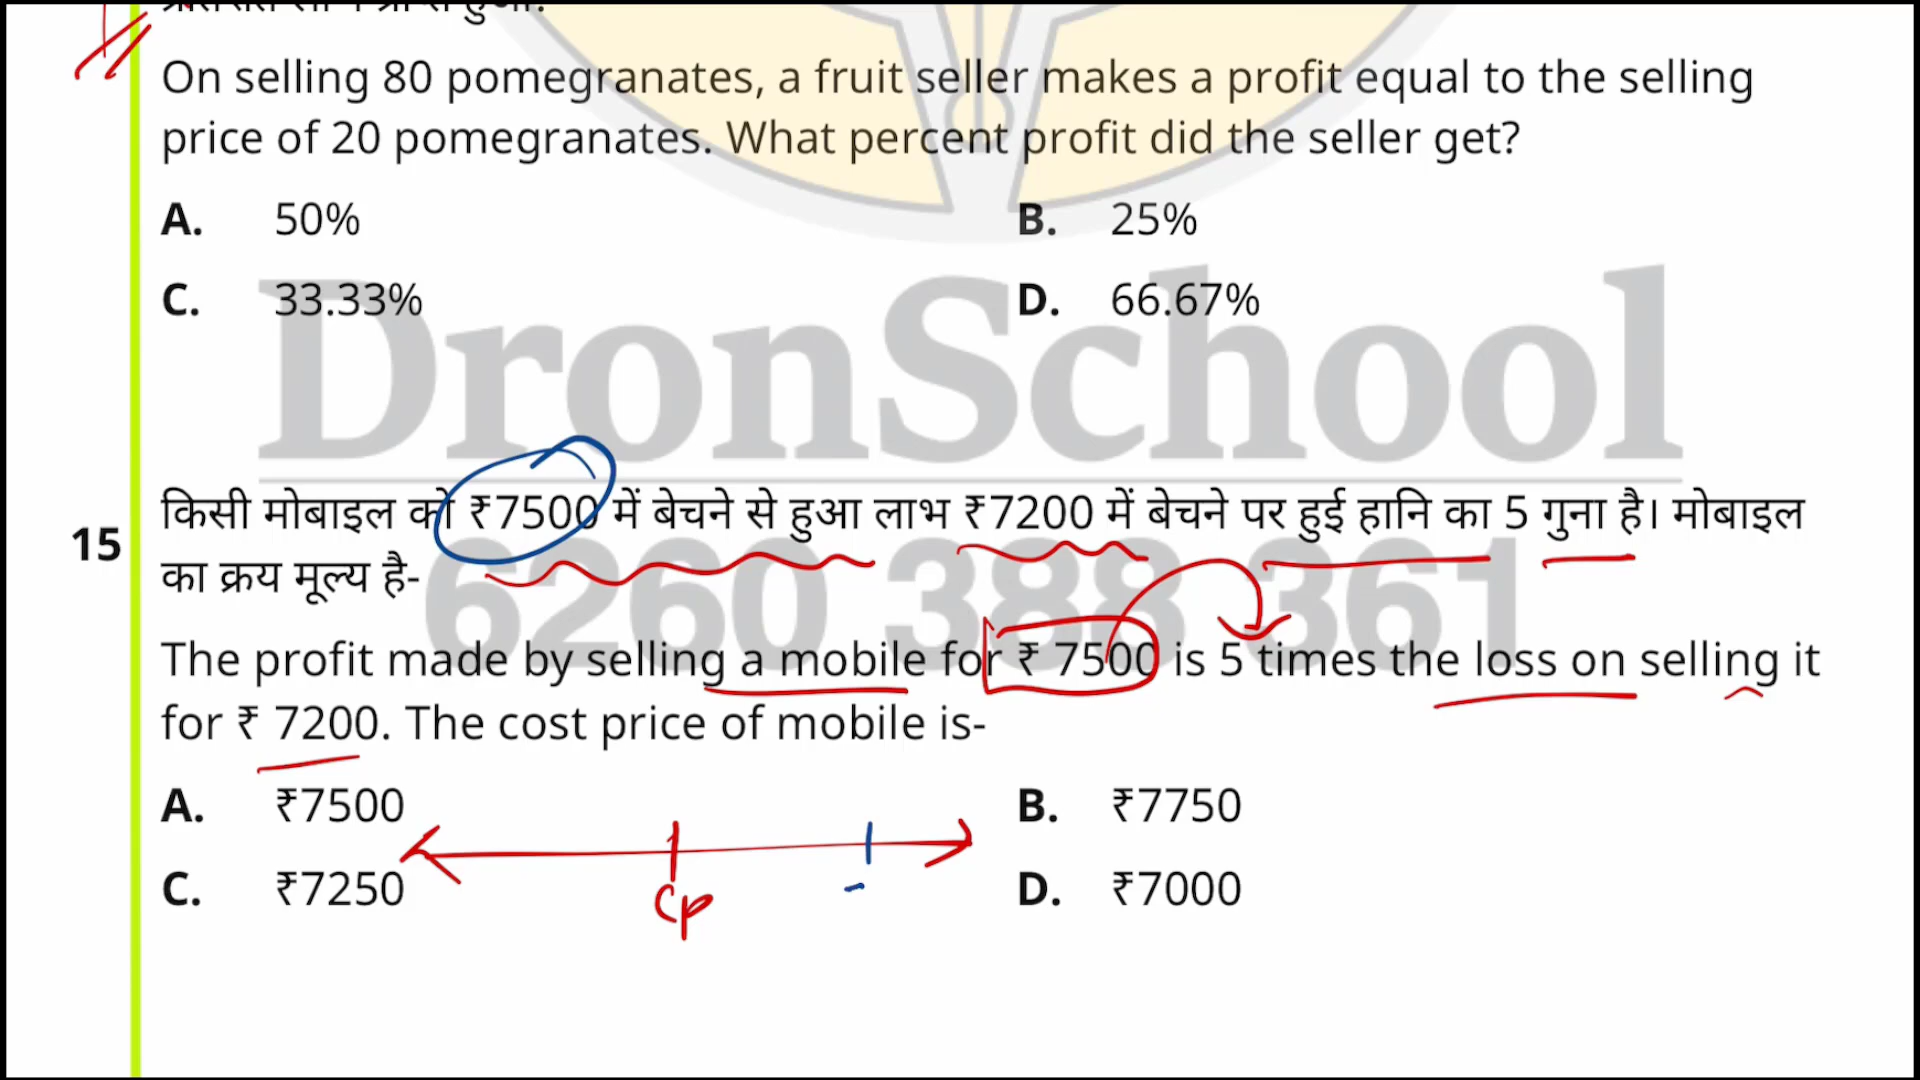 On selling 80 pomegranates, a fruit seller makes a profit equal to the selling
price of 20 pomegranates. What percent profit did the seller get?
A. 50% B. 25%
C. 33.33% D. 66.67%
DronSchool
15 किसी मोबाइल को ₹7500 में बेचने से हुआ लाभ ₹7200 में बेचने पर हुई हानि का 5 गुना है। मोबाइल
का क्रय मूल्य है-
6260 388 361
The profit made by selling a mobile for ₹ 7500 is 5 times the loss on selling it
for ₹ 7200. The cost price of mobile is-
A. ₹7500 B. ₹7750
C. ₹7250 D. ₹7000
CP